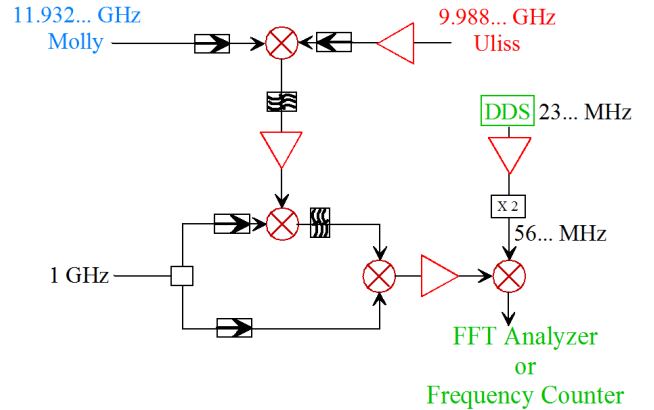 11.932... GHz
Molly
9.988... GHz
Uliss
DDS 23... MHz
X 2
56... MHz
1 GHz
FFT Analyzer
or
Frequency Counter